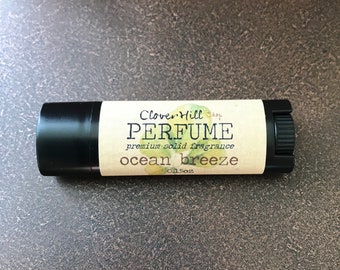 Clover Hill
PERFUME
premium solid fragrance
ocean breeze